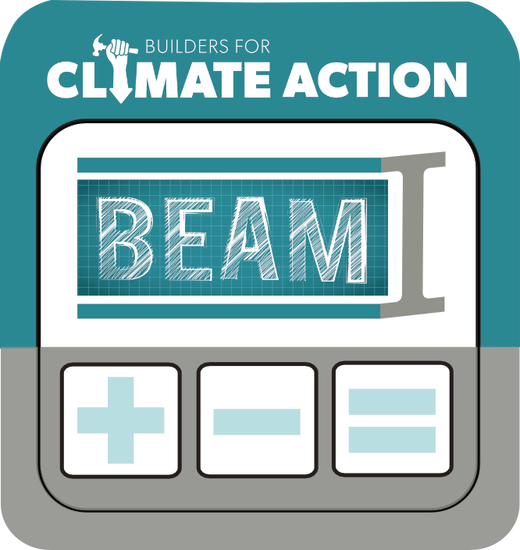 BUILDERS FOR
CLIMATE ACTION
BEAM
+ − =